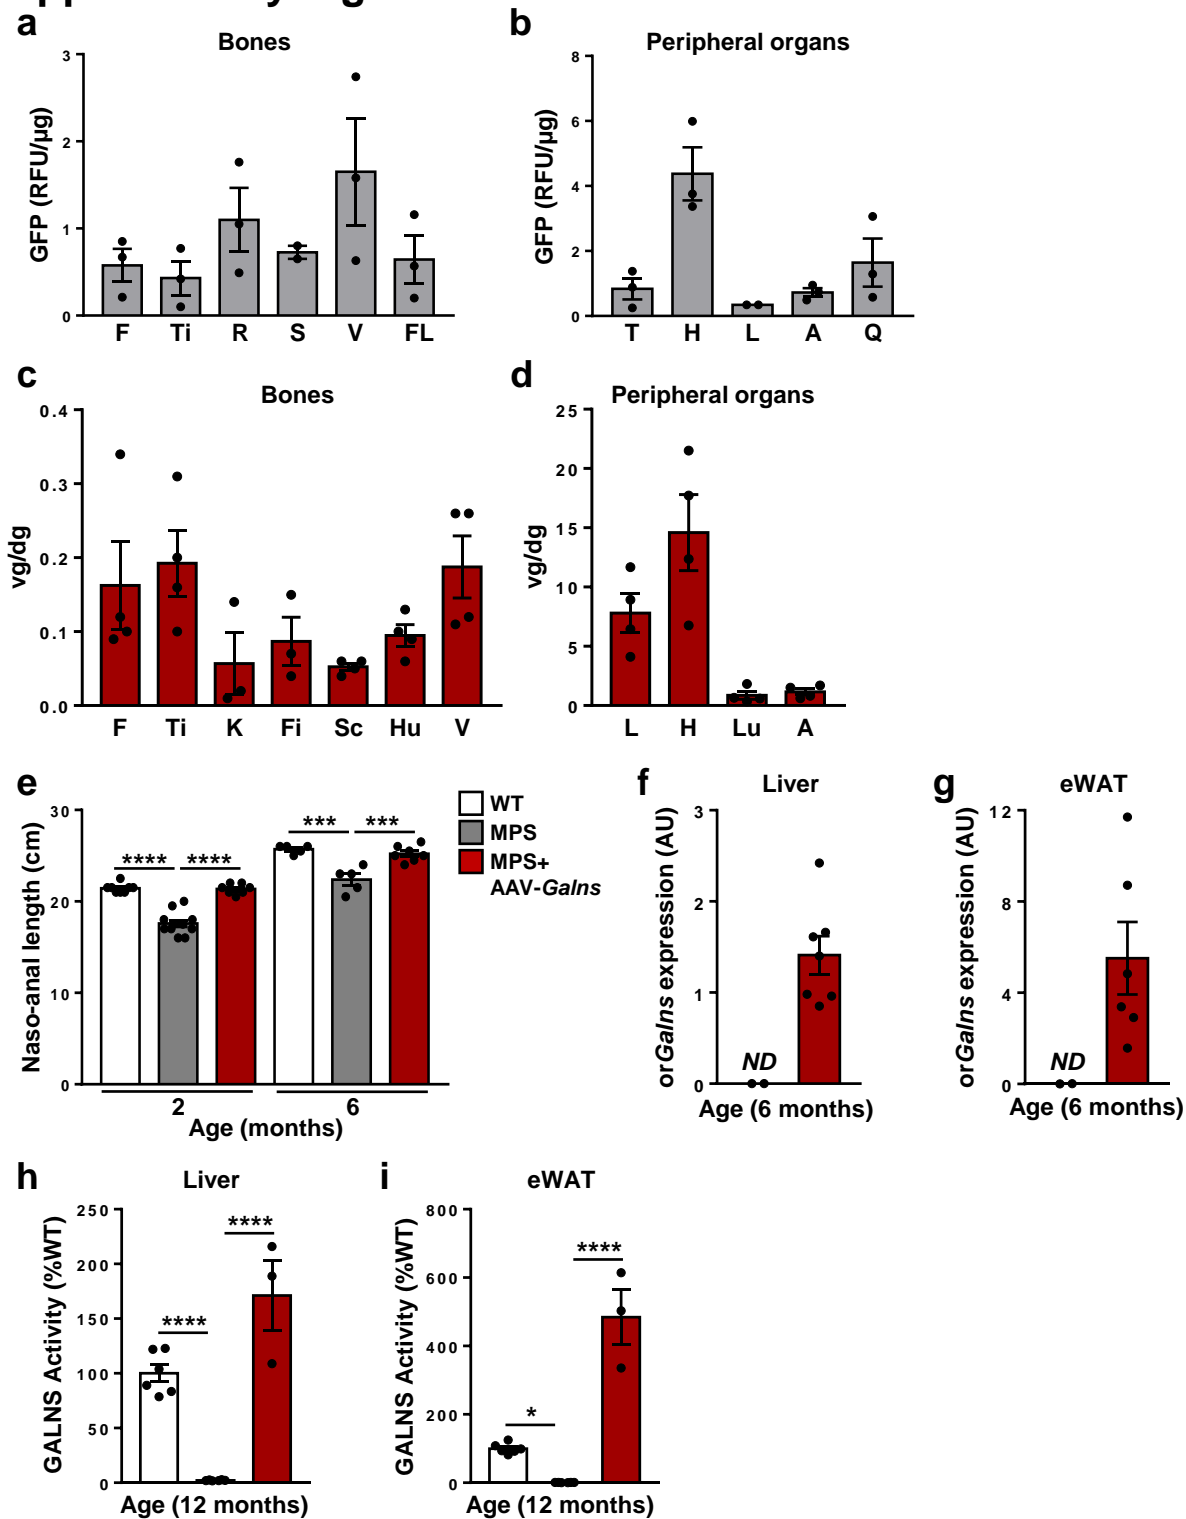 a
Bones
GFP (RFU/µg)
3
2
1
0
F Ti R S V FL
b
Peripheral organs
GFP (RFU/µg)
8
6
4
2
0
T H L A Q
c
Bones
vg/dg
0.4
0.3
0.2
0.1
0.0
F Ti K Fi Sc Hu V
d
Peripheral organs
vg/dg
25
20
15
10
5
0
L H Lu A
e
Naso-anal length (cm)
30
20
10
0
**** ****
*** ***
2 6
Age (months)
WT
MPS
MPS+
AAV-Galns
f
Liver
orGalns expression (AU)
3
2
1
0
ND
Age (6 months)
g
eWAT
orGalns expression (AU)
12
8
4
0
ND
Age (6 months)
h
Liver
GALNS Activity (%WT)
250
200
150
100
50
0
****
****
Age (12 months)
i
eWAT
GALNS Activity (%WT)
800
600
400
200
0
****
*
Age (12 months)